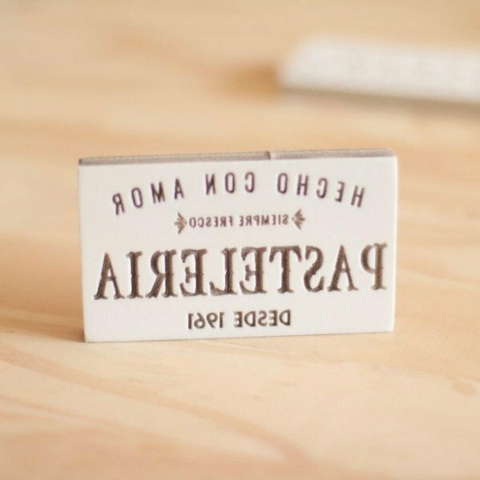 HECHO CON AMOR
SIEMPRE FRESCO
PASTELERIA
DESDE 1961